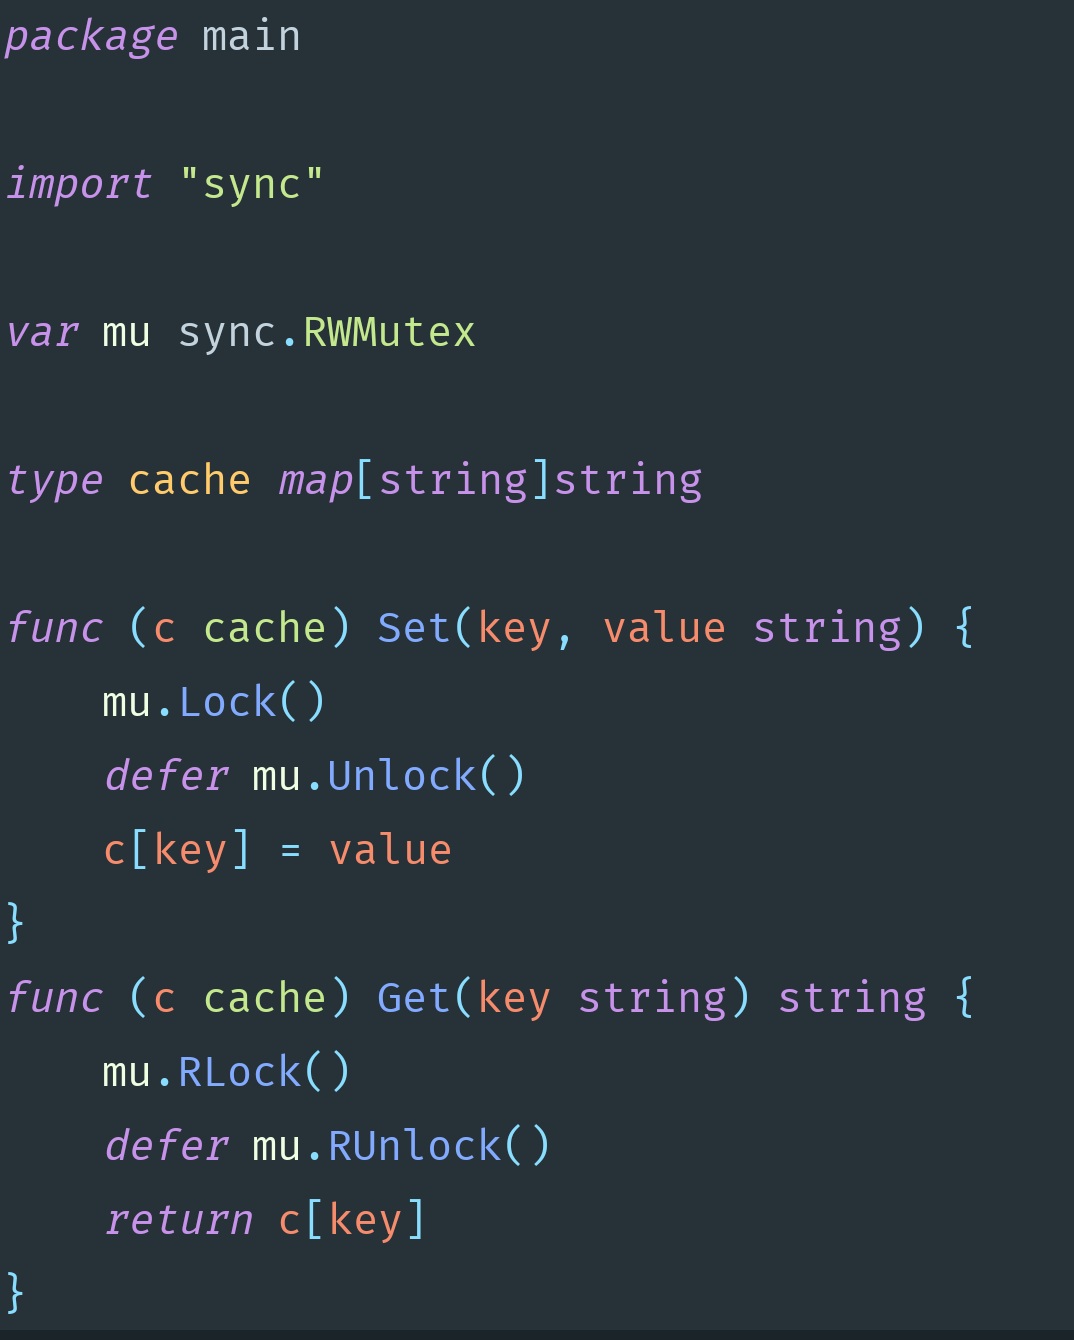 package main
import "sync"
var mu sync.RWMutex
type cache map[string]string
func (c cache) Set(key, value string) {
    mu.Lock()
    defer mu.Unlock()
    c[key] = value
}
func (c cache) Get(key string) string {
    mu.RLock()
    defer mu.RUnlock()
    return c[key]
}